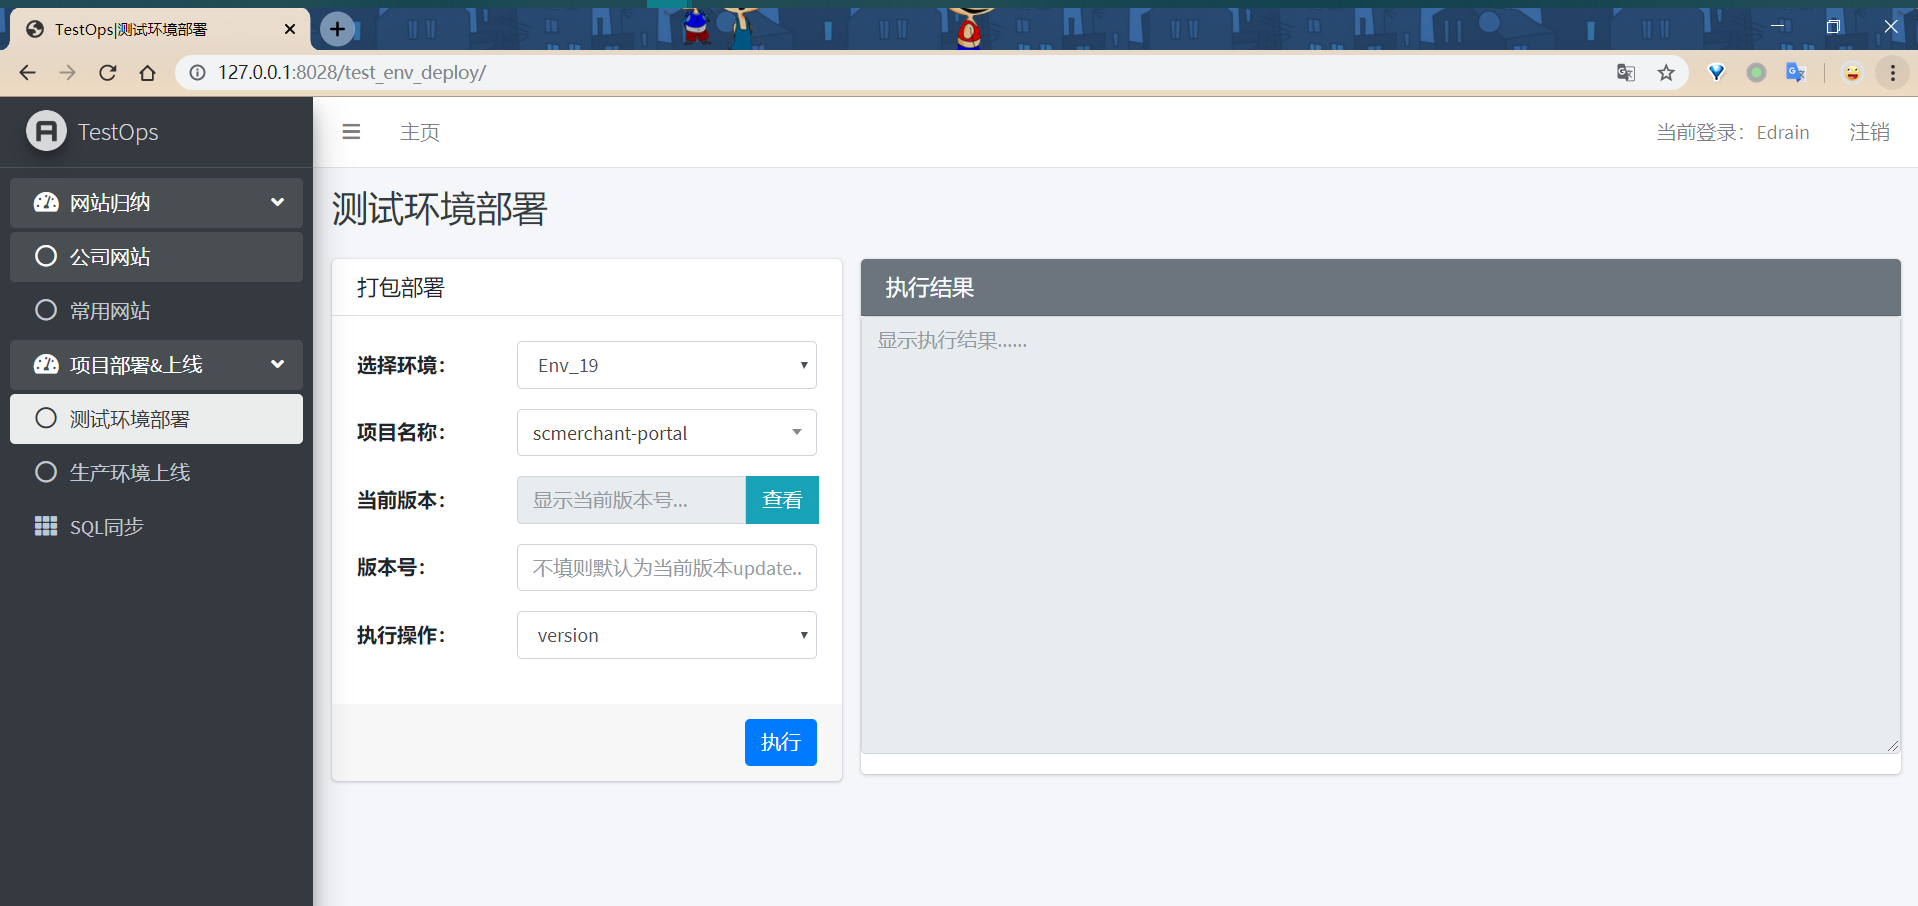 TestOps|测试环境部署
127.0.0.1:8028/test_env_deploy/
TestOps
主页
当前登录：Edrain
注销
网站归纳
公司网站
常用网站
项目部署&上线
测试环境部署
生产环境上线
SQL同步
测试环境部署
打包部署
选择环境：
Env_19
项目名称：
scmerchant-portal
当前版本：
显示当前版本号...
查看
版本号：
不填则默认为当前版本update..
执行操作：
version
执行
执行结果
显示执行结果......